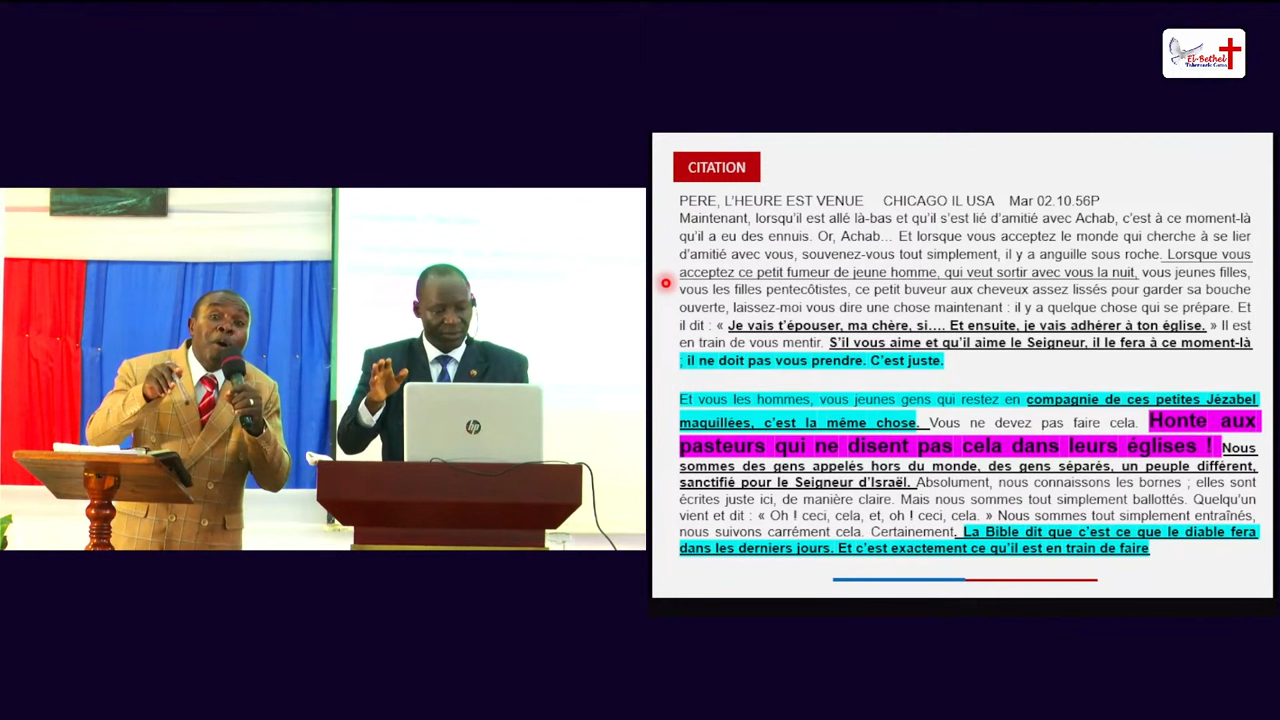 El-Bethel
CITATION
PERE, L'HEURE EST VENUE CHICAGO IL USA Mar 02.10.56P
Maintenant, lorsqu'il est allé là-bas et qu'il s'est lié d'amitié avec Achab, c'est à ce moment-là
qu'il a eu des ennuis. Or, Achab... Et lorsque vous acceptez le monde qui cherche à se lier
d'amitié avec vous, souvenez-vous tout simplement, il y a anguille sous roche. Lorsque vous
acceptez ce petit fumeur de jeune homme, qui veut sortir avec vous la nuit, vous jeunes filles,
vous les filles pentecôtistes, ce petit buveur aux cheveux assez lissés pour garder sa bouche
ouverte, laissez-moi vous dire une chose maintenant : il y a quelque chose qui se prépare. Et
il dit : « Je vais t'épouser, ma chère, si.... Et ensuite, je vais adhérer à ton église. » Il est
en train de vous mentir. S'il vous aime et qu'il aime le Seigneur, il le fera à ce moment-là
; il ne doit pas vous prendre. C'est juste.
Et vous les hommes, vous jeunes gens qui restez en compagnie de ces petites Jézabel
maquillées, c'est la même chose. Vous ne devez pas faire cela. Honte aux
pasteurs qui ne disent pas cela dans leurs églises ! Nous
sommes des gens appelés hors du monde, des gens séparés, un peuple différent,
sanctifié pour le Seigneur d'Israël. Absolument, nous connaissons les bornes ; elles sont
écrites juste ici, de manière claire. Mais nous sommes tout simplement ballottés. Quelqu'un
vient et dit : « Oh ! ceci, cela, et, oh ! ceci, cela. » Nous sommes tout simplement entraînés,
nous suivons carrément cela. Certainement. La Bible dit que c'est ce que le diable fera
dans les derniers jours. Et c'est exactement ce qu'il est en train de faire
hp